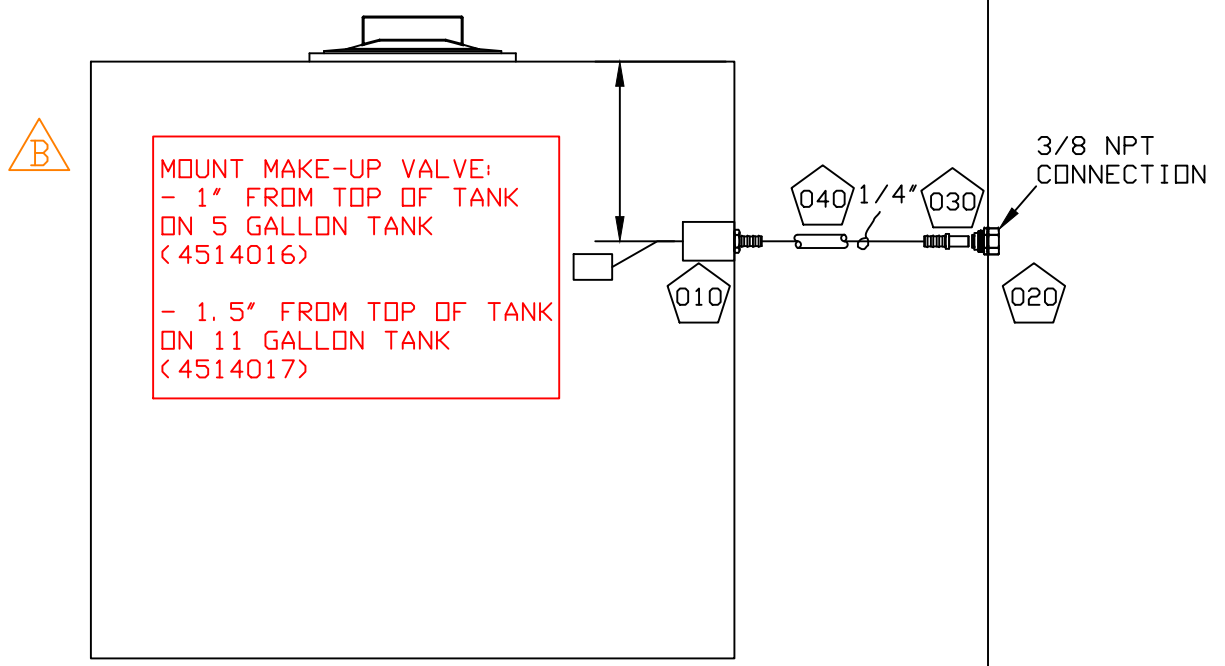 B
MOUNT MAKE-UP VALVE:
- 1" FROM TOP OF TANK
ON 5 GALLON TANK
(4514016)
- 1.5" FROM TOP OF TANK
ON 11 GALLON TANK
(4514017)
010
040
1/4"
030
3/8 NPT
CONNECTION
020